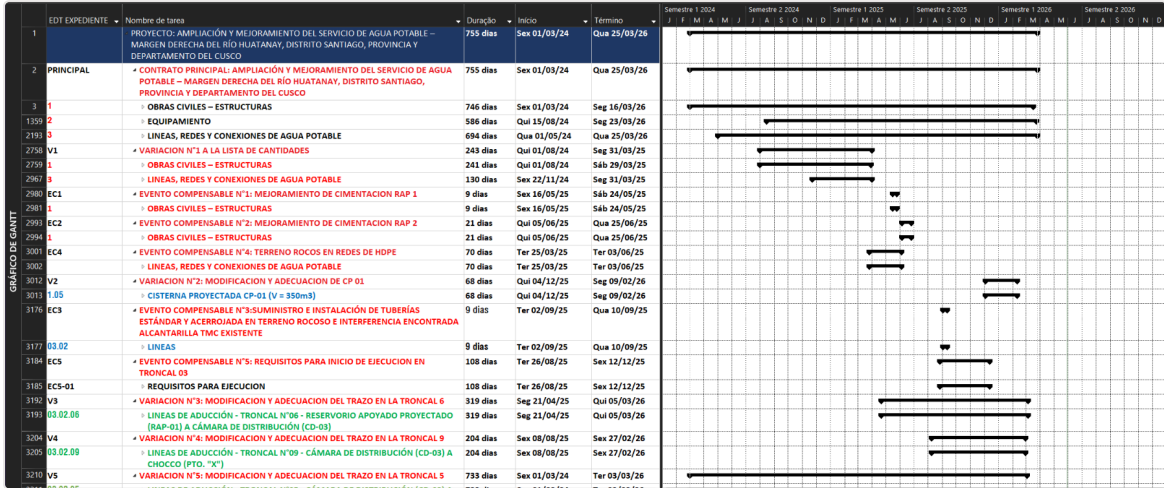 Semestre 1 2024 Semestre 2 2024 Semestre 1 2025 Semestre 2 2025 Semestre 1 2026 Semestre 2 2026
EDT EXPEDIENTE Nombre de tarea Duração Início Término J F M A M J J A S O N D J F M A M J J A S O N D J F M A M J J A S O N D
1 PROYECTO: AMPLIACIÓN Y MEJORAMIENTO DEL SERVICIO DE AGUA POTABLE – 755 dias Sex 01/03/24 Qua 25/03/26
MARGEN DERECHA DEL RÍO HUATANAY, DISTRITO SANTIAGO, PROVINCIA Y
DEPARTAMENTO DEL CUSCO
2 PRINCIPAL CONTRATO PRINCIPAL: AMPLIACIÓN Y MEJORAMIENTO DEL SERVICIO DE AGUA 755 dias Sex 01/03/24 Qua 25/03/26
POTABLE – MARGEN DERECHA DEL RÍO HUATANAY, DISTRITO SANTIAGO,
PROVINCIA Y DEPARTAMENTO DEL CUSCO
3 1 OBRAS CIVILES – ESTRUCTURAS 746 dias Sex 01/03/24 Seg 16/03/26
1359 2 EQUIPAMIENTO 586 dias Qui 15/08/24 Seg 23/03/26
2193 3 LINEAS, REDES Y CONEXIONES DE AGUA POTABLE 694 dias Qua 01/05/24 Qua 25/03/26
2758 V1 VARIACION N°1 A LA LISTA DE CANTIDADES 243 dias Qui 01/08/24 Seg 31/03/25
2759 1 OBRAS CIVILES – ESTRUCTURAS 241 dias Qui 01/08/24 Sáb 29/03/25
2967 3 LINEAS, REDES Y CONEXIONES DE AGUA POTABLE 130 dias Sex 22/11/24 Seg 31/03/25
2980 EC1 EVENTO COMPENSABLE N°1: MEJORAMIENTO DE CIMENTACION RAP 1 9 dias Sex 16/05/25 Sáb 24/05/25
2981 1 OBRAS CIVILES – ESTRUCTURAS 9 dias Sex 16/05/25 Sáb 24/05/25
2993 EC2 EVENTO COMPENSABLE N°2: MEJORAMIENTO DE CIMENTACION RAP 2 21 dias Qui 05/06/25 Qua 25/06/25
2994 1 OBRAS CIVILES – ESTRUCTURAS 21 dias Qui 05/06/25 Qua 25/06/25
3001 EC4 EVENTO COMPENSABLE N°4: TERRENO ROCOS EN REDES DE HDPE 70 dias Ter 25/03/25 Ter 03/06/25
3002 LINEAS, REDES Y CONEXIONES DE AGUA POTABLE 70 dias Ter 25/03/25 Ter 03/06/25
3012 V2 VARIACION N°2: MODIFICACION Y ADECUACION DE CP 01 68 dias Qui 04/12/25 Seg 09/02/26
3013 1.05 CISTERNA PROYECTADA CP-01 (V = 350m3) 68 dias Qui 04/12/25 Seg 09/02/26
3176 EC3 EVENTO COMPENSABLE N°3:SUMINISTRO E INSTALACIÓN DE TUBERÍAS 9 dias Ter 02/09/25 Qua 10/09/25
ESTÁNDAR Y ACERROJADA EN TERRENO ROCOSO E INTERFERENCIA ENCONTRADA
ALCANTARILLA TMC EXISTENTE
3177 03.02 LINEAS 9 dias Ter 02/09/25 Qua 10/09/25
3184 EC5 EVENTO COMPENSABLE N°5: REQUISITOS PARA INICIO DE EJECUCION EN 108 dias Ter 26/08/25 Sex 12/12/25
TRONCAL 03
3185 EC5-01 REQUISITOS PARA EJECUCION 108 dias Ter 26/08/25 Sex 12/12/25
3192 V3 VARIACION N°3: MODIFICACION Y ADECUACION DEL TRAZO EN LA TRONCAL 6 319 dias Seg 21/04/25 Qui 05/03/26
3193 03.02.06 LINEAS DE ADUCCIÓN - TRONCAL N°06 - RESERVORIO APOYADO PROYECTADO 319 dias Seg 21/04/25 Qui 05/03/26
(RAP-01) A CÁMARA DE DISTRIBUCIÓN (CD-03)
3204 V4 VARIACION N°4: MODIFICACION Y ADECUACION DEL TRAZO EN LA TRONCAL 9 204 dias Sex 08/08/25 Sex 27/02/26
3205 03.02.09 LINEAS DE ADUCCIÓN - TRONCAL N°09 - CÁMARA DE DISTRIBUCIÓN (CD-03) A 204 dias Sex 08/08/25 Sex 27/02/26
CHOCCO (PTO. "X")
3210 V5 VARIACION N°5: MODIFICACION Y ADECUACION DEL TRAZO EN LA TRONCAL 5 733 dias Sex 01/03/24 Ter 03/03/26
GRÁFICO DE GANTT